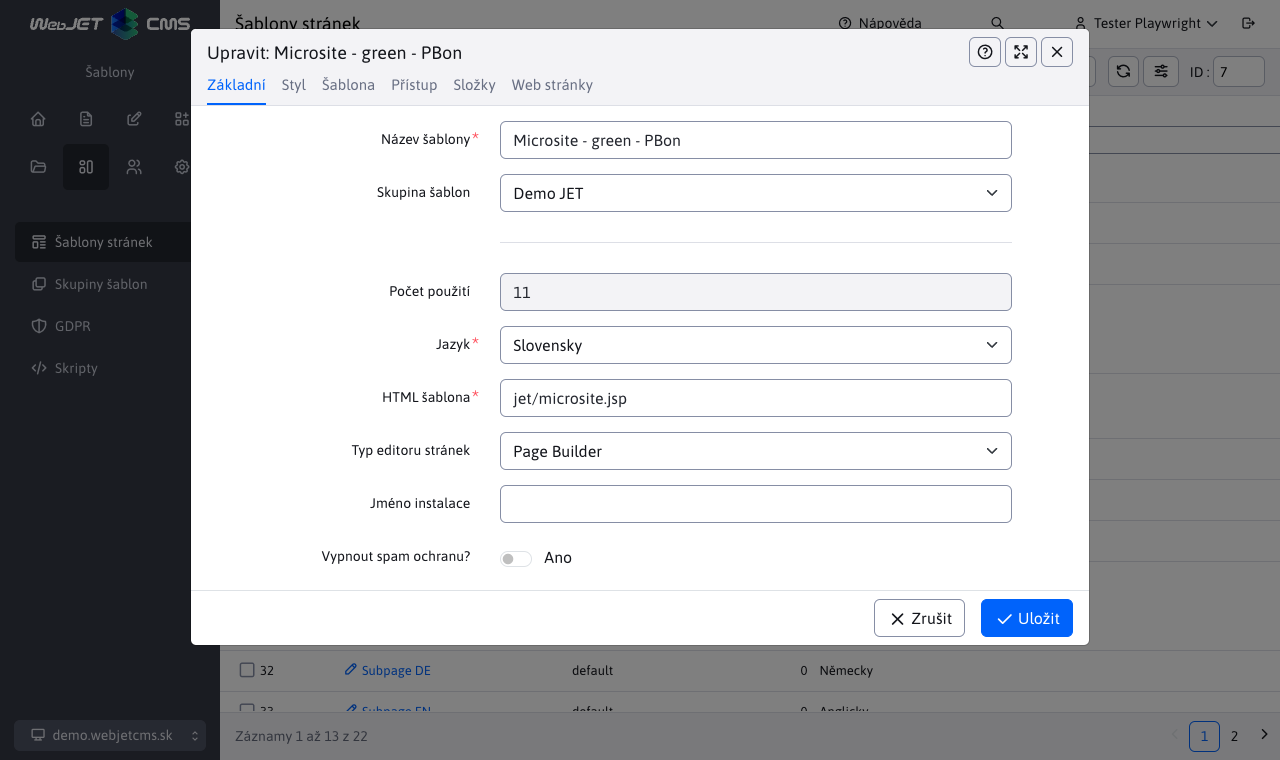 WebJET CMS
Šablony stránek
Nápověda
Tester Playwright
Šablony
ID : 7
Šablony stránek
Skupiny šablon
GDPR
Skripty
Upravit: Microsite - green - PBon
Základní Styl Šablona Přístup Složky Web stránky
Název šablony* Microsite - green - PBon
Skupina šablon Demo JET
Počet použití 11
Jazyk* Slovensky
HTML šablona* jet/microsite.jsp
Typ editoru stránek Page Builder
Jméno instalace
Vypnout spam ochranu? Ano
Zrušit Uložit
32 Subpage DE default 0 Německy
Subpage EN default 0 Anglicky
demo.webjetcms.sk
Záznamy 1 až 13 z 22
1 2